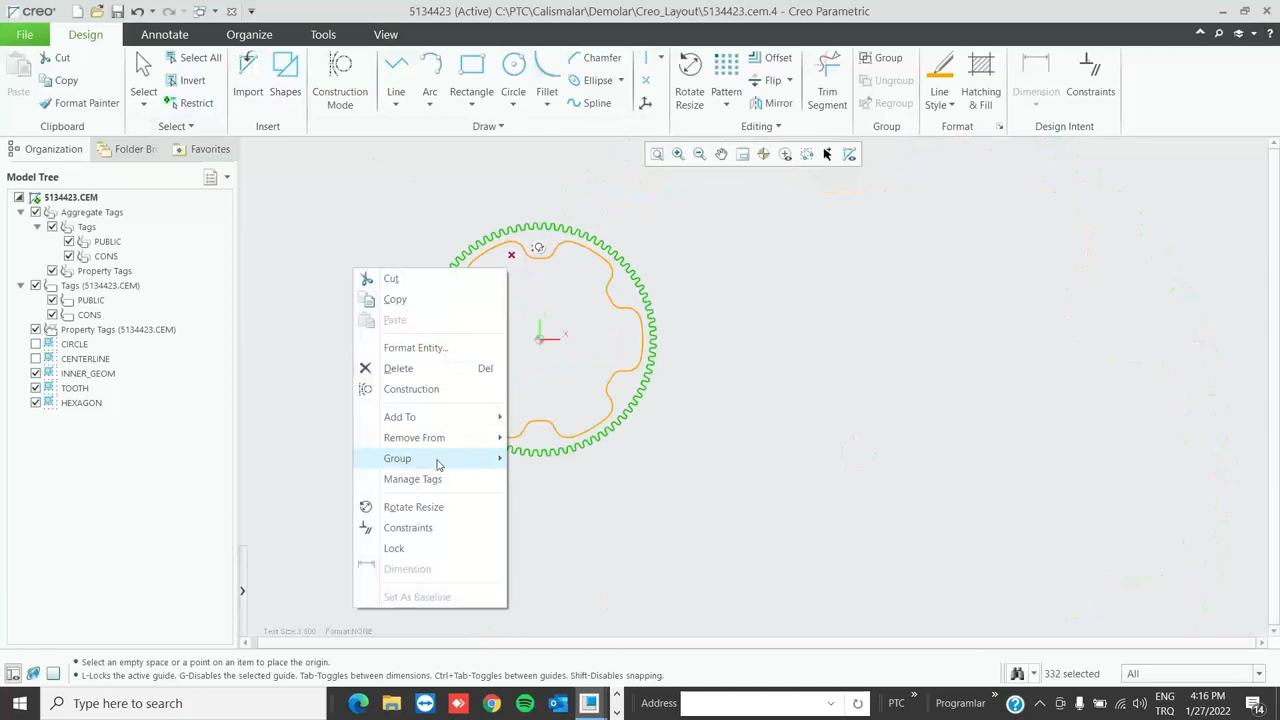 creo
5134423 (Active) C:\PTC\Calismalar\Demolar\Creo_Layout\5134423.cem.4 - Creo Parametric
File
Design
Annotate
Organize
Tools
View
Paste
Cut
Copy
Format Painter
Clipboard
Select
Select All
Invert
Restrict
Select
Import
Shapes
Insert
Construction
Mode
Line
Arc
Rectangle
Circle
Fillet
Chamfer
Ellipse
Spline
Draw
Rotate
Resize
Pattern
Offset
Flip
Mirror
Trim
Segment
Editing
Group
Ungroup
Regroup
Group
Line
Style
Hatching
& Fill
Format
Dimension
Constraints
Design Intent
Organization
Folder Br
Favorites
Model Tree
5134423.CEM
Aggregate Tags
Tags
PUBLIC
CONS
Property Tags
Tags (5134423.CEM)
PUBLIC
CONS
Property Tags (5134423.CEM)
CIRCLE
CENTERLINE
INNER_GEOM
TOOTH
HEXAGON
Cut
Copy
Paste
Format Entity...
Delete Del
Construction
Add To
Remove From
Group
Manage Tags
Rotate Resize
Constraints
Lock
Dimension
Set As Baseline
X
Text Size:3.800 Format:NONE
• Select an empty space or a point on an item to place the origin.
• L-Locks the active guide. G-Disables the selected guide. Tab-Toggles between dimensions. Ctrl+Tab-Toggles between guides. Shift-Disables snapping.
332 selected
All
Type here to search
Address
PTC
Programlar
ENG
TRQ
4:16 PM
1/27/2022
14